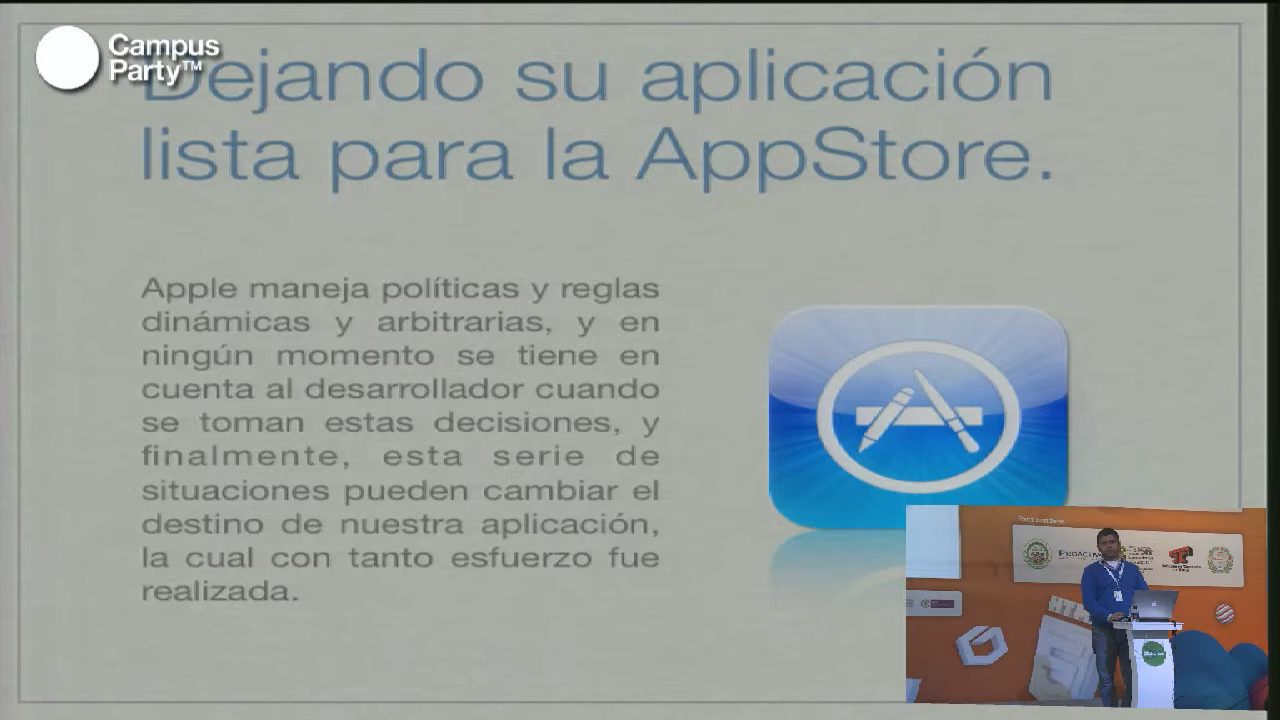 Campus
Party™
Dejando su aplicación
lista para la AppStore.
Apple maneja políticas y reglas
dinámicas y arbitrarias, y en
ningún momento se tiene en
cuenta al desarrollador cuando
se toman estas decisiones, y
finalmente, esta serie de
situaciones pueden cambiar el
destino de nuestra aplicación,
la cual con tanto esfuerzo fue
realizada.